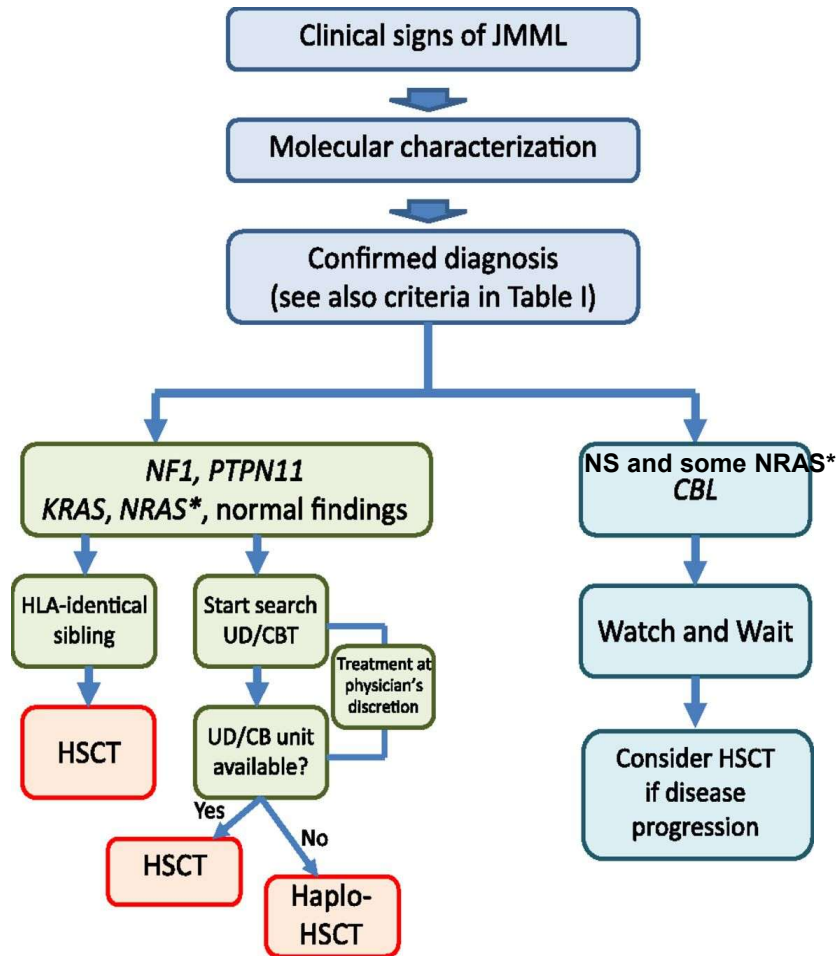 Clinical signs of JMML
Molecular characterization
Confirmed diagnosis
(see also criteria in Table I)
NF1, PTPN11
KRAS, NRAS*, normal findings
HLA-identical
sibling
HSCT
Start search
UD/CBT
Treatment at
physician's
discretion
UD/CB unit
available?
Yes
No
HSCT
Haplo-
HSCT
NS and some NRAS*
CBL
Watch and Wait
Consider HSCT
if disease
progression